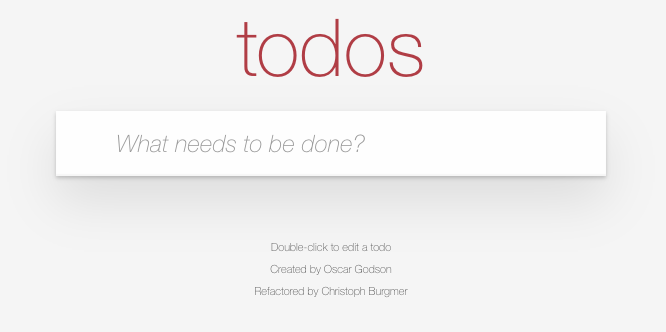 todos
What needs to be done?
Double-click to edit a todo
Created by Oscar Godson
Refactored by Christoph Burgmer